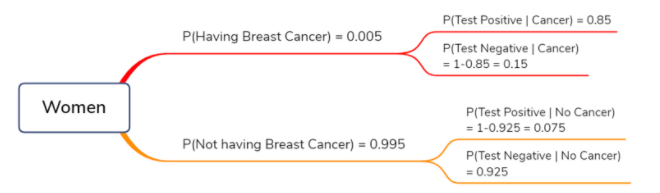 P(Test Positive | Cancer) = 0.85
P(Having Breast Cancer) = 0.005
P(Test Negative | Cancer)
= 1-0.85 = 0.15
Women
P(Test Positive | No Cancer)
= 1-0.925 = 0.075
P(Not having Breast Cancer) = 0.995
P(Test Negative | No Cancer)
= 0.925